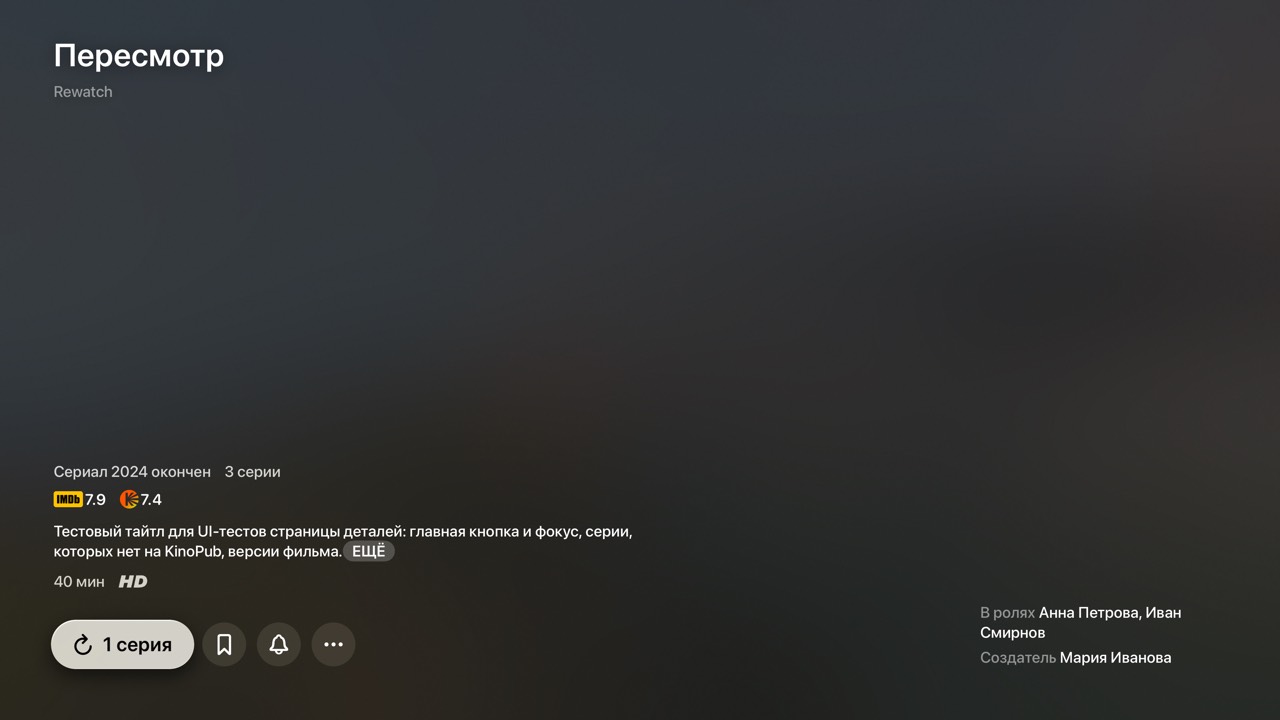 Пересмотр
Rewatch
Сериал 2024 окончен 3 серии
IMDb 7.9 7.4
Тестовый тайтл для UI-тестов страницы деталей: главная кнопка и фокус, серии,
которых нет на KinoPub, версии фильма. ЕЩЁ
40 мин HD
1 серия
В ролях Анна Петрова, Иван
Смирнов
Создатель Мария Иванова